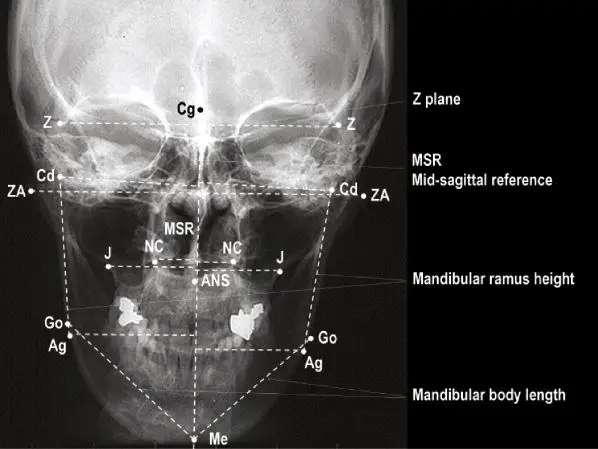 Cg
Z plane
Z
Z
MSR
Mid-sagittal reference
Cd
Cd
ZA
ZA
MSR
NC
NC
J
J
ANS
Mandibular ramus height
Go
Go
Ag
Ag
Mandibular body length
Me